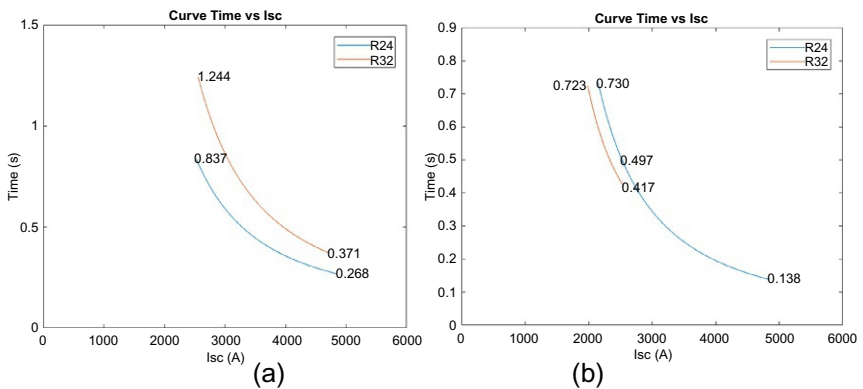 Curve Time vs Isc
1.5
1
0.5
0
Time (s)
R24
R32
1.244
0.837
0.371
0.268
0 1000 2000 3000 4000 5000 6000
Isc (A)
(a)
Curve Time vs Isc
0.9
0.8
0.7
0.6
0.5
0.4
0.3
0.2
0.1
0
Time (s)
R24
R32
0.723 0.730
0.497
0.417
0.138
0 1000 2000 3000 4000 5000 6000
Isc (A)
(b)